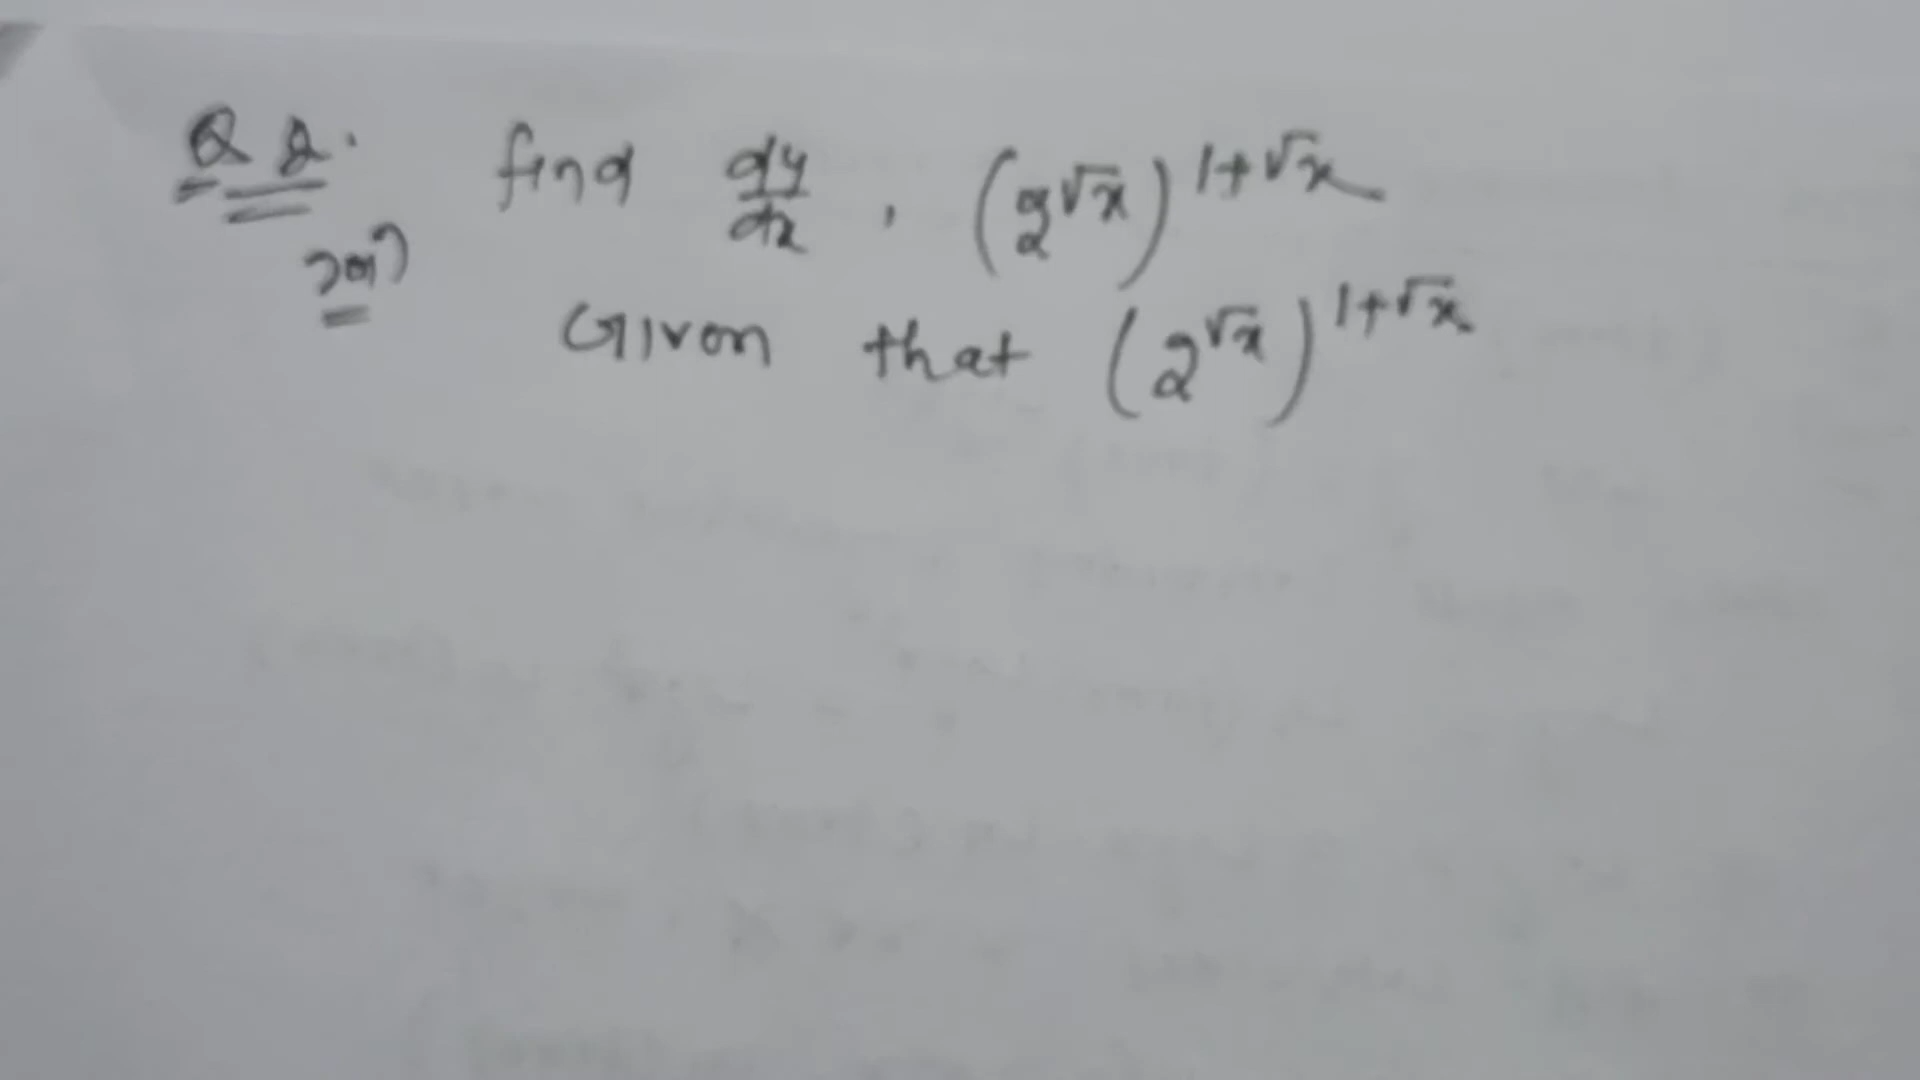 Q 2. find dy/dx, (2^√x)^1+√x
Given that (2^√x)^1+√x